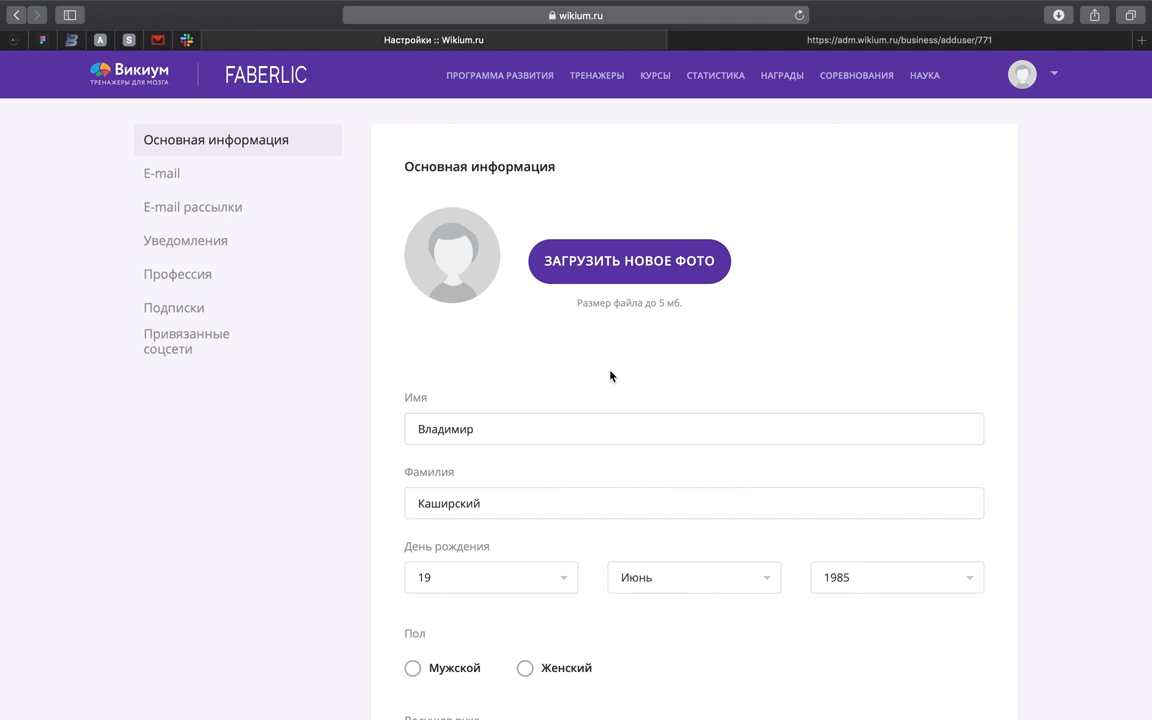 wikium.ru
A
S
Настройки :: Wikium.ru
https://adm.wikium.ru/business/adduser/771
Викиум
ТРЕНАЖЕРЫ ДЛЯ МОЗГА
FABERLIC
ПРОГРАММА РАЗВИТИЯ
ТРЕНАЖЕРЫ
КУРСЫ
СТАТИСТИКА
НАГРАДЫ
СОРЕВНОВАНИЯ
НАУКА
Основная информация
E-mail
E-mail рассылки
Уведомления
Профессия
Подписки
Привязанные
соцсети
Основная информация
ЗАГРУЗИТЬ НОВОЕ ФОТО
Размер файла до 5 мб.
Имя
Владимир
Фамилия
Каширский
День рождения
19
Июнь
1985
Пол
Мужской
Женский